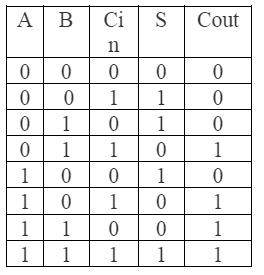 A B Cin S Cout
0 0 0 0 0
0 0 1 1 0
0 1 0 1 0
0 1 1 0 1
1 0 0 1 0
1 0 1 0 1
1 1 0 0 1
1 1 1 1 1